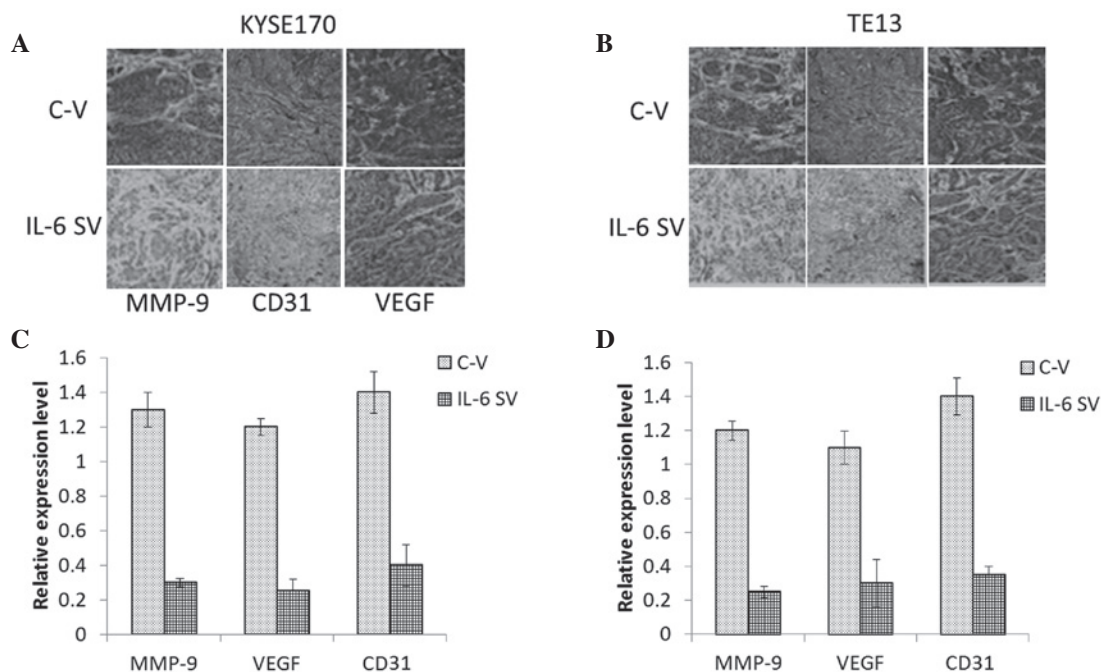 KYSE170
A
C-V
IL-6 SV
MMP-9 CD31 VEGF
TE13
B
C-V
IL-6 SV
C
Relative expression level
1.6
1.4
1.2
1
0.8
0.6
0.4
0.2
0
MMP-9 VEGF CD31
C-V
IL-6 SV
D
Relative expression level
1.6
1.4
1.2
1
0.8
0.6
0.4
0.2
0
MMP-9 VEGF CD31
C-V
IL-6 SV